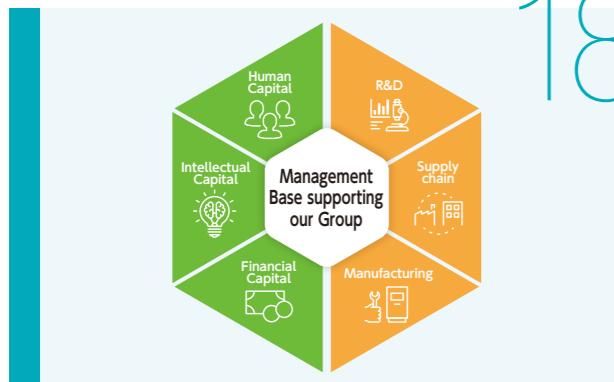 18
Human
Capital
R&D
Intellectual
Capital
Management
Base supporting
our Group
Supply
chain
Financial
Capital
Manufacturing